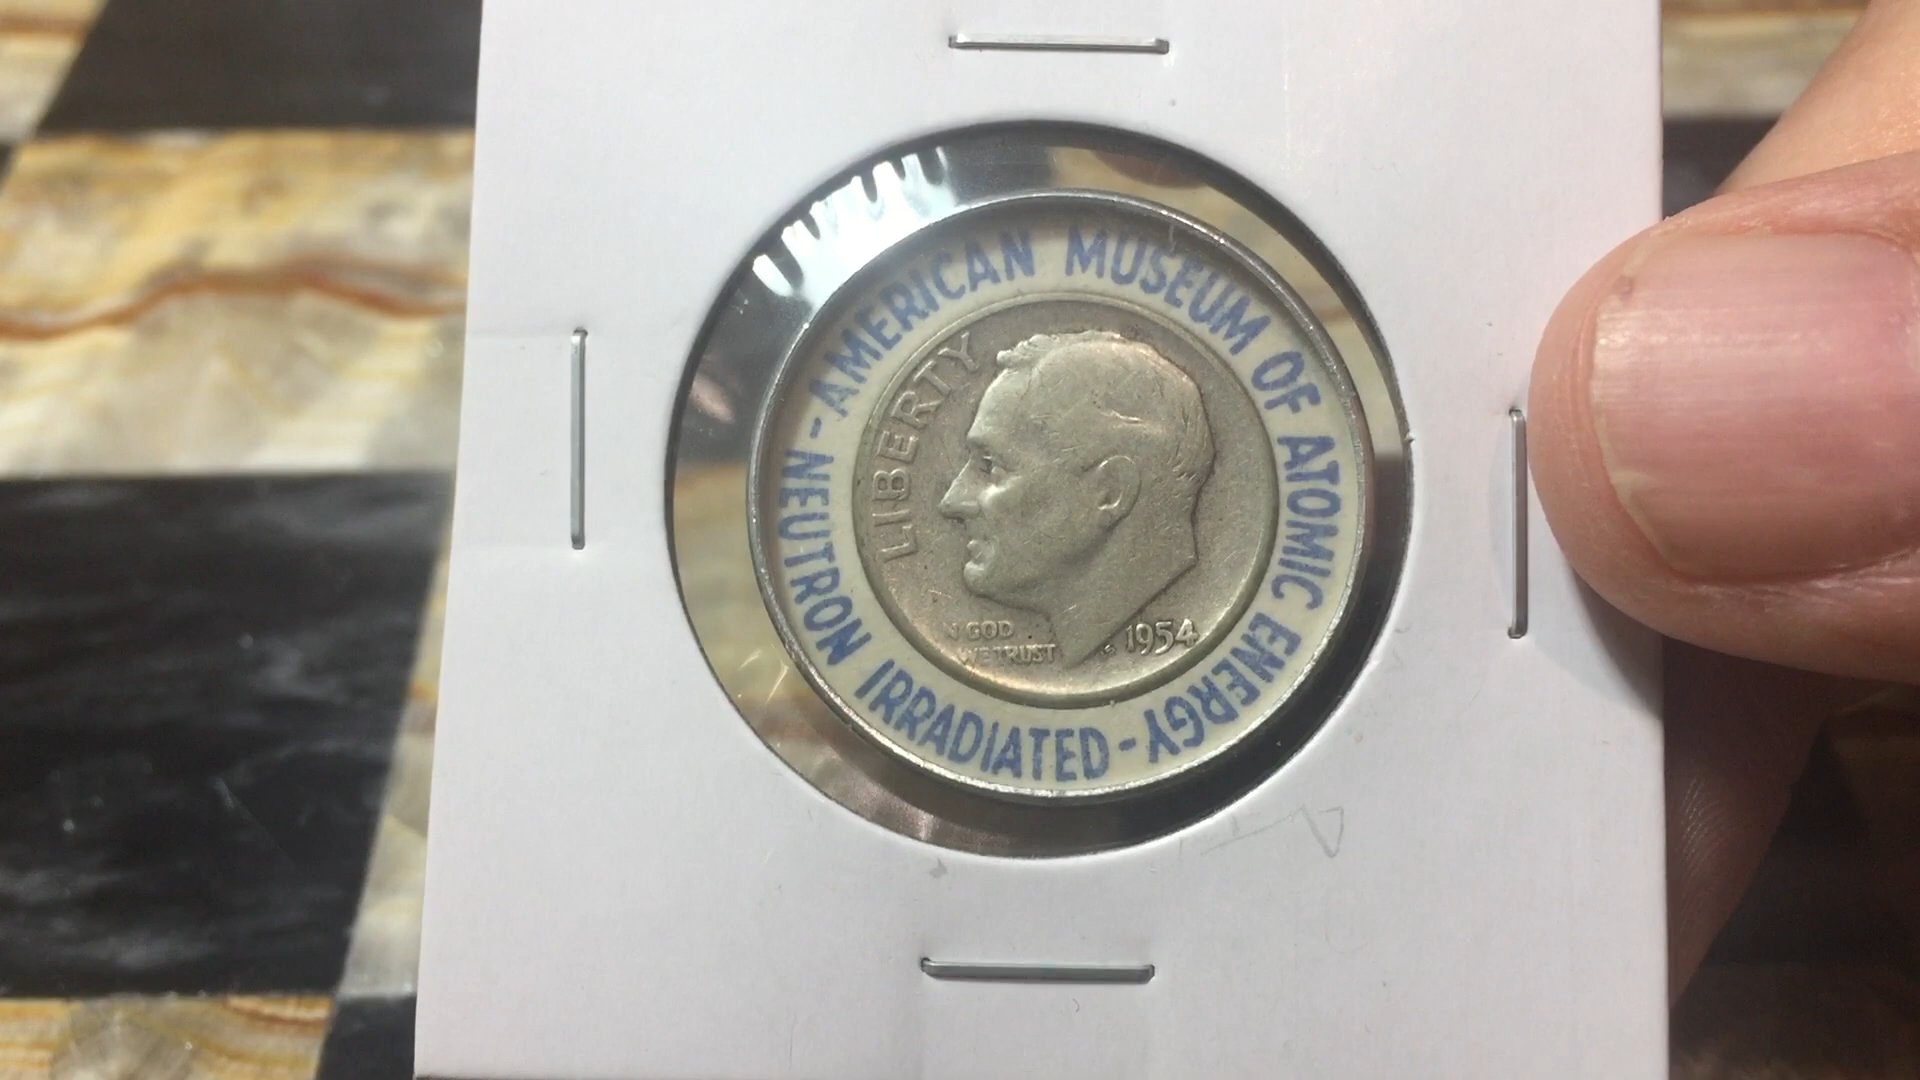 AMERICAN MUSEUM OF ATOMIC ENERGY - NEUTRON IRRADIATED -
LIBERTY
IN GOD
WE TRUST
1954